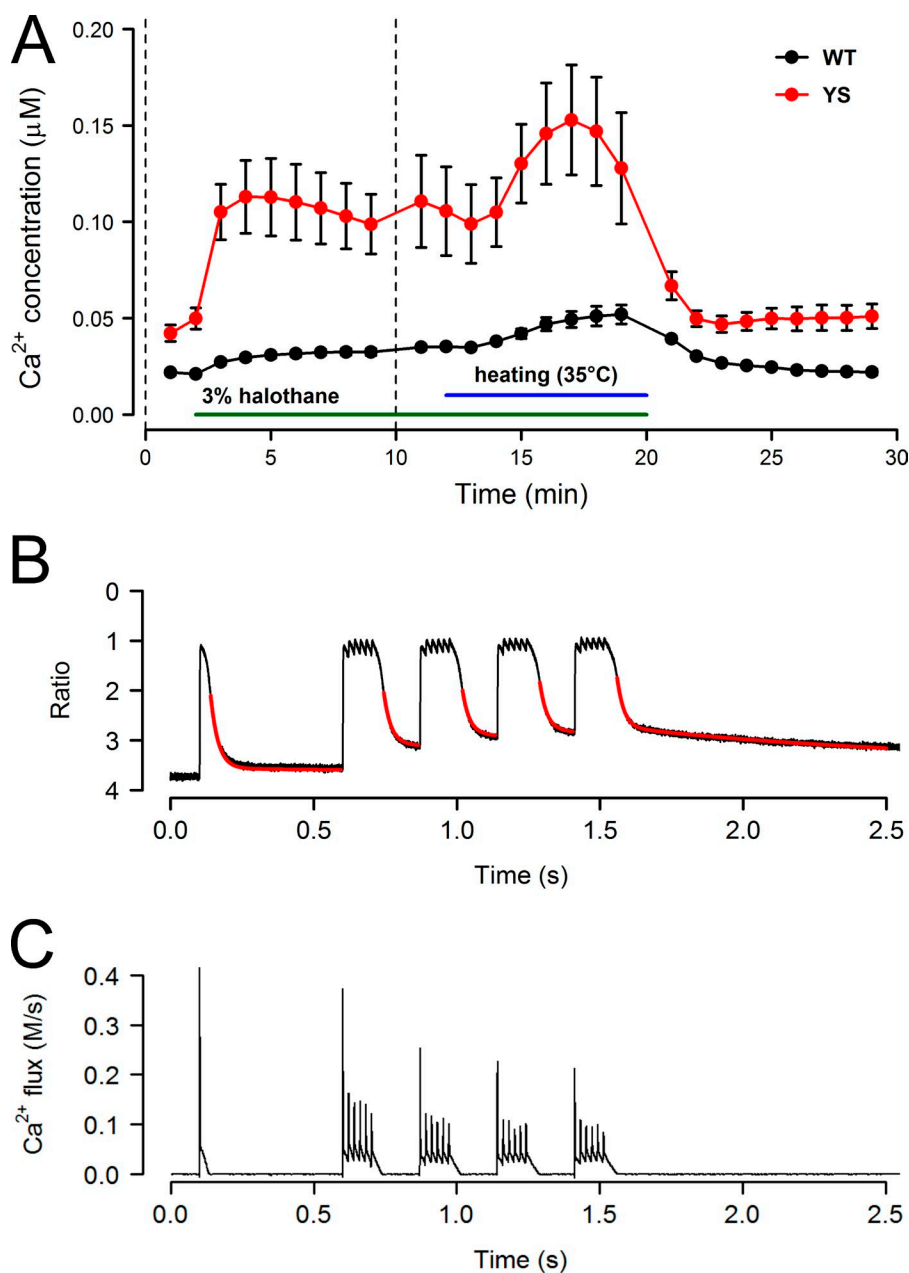 A
Ca2+ concentration (μM)
0.20
0.15
0.10
0.05
0.00
WT
YS
heating (35°C)
3% halothane
0 5 10 15 20 25 30
Time (min)
B
Ratio
0
1
2
3
4
0.0 0.5 1.0 1.5 2.0 2.5
Time (s)
C
Ca2+ flux (M/s)
0.4
0.3
0.2
0.1
0.0
0.0 0.5 1.0 1.5 2.0 2.5
Time (s)